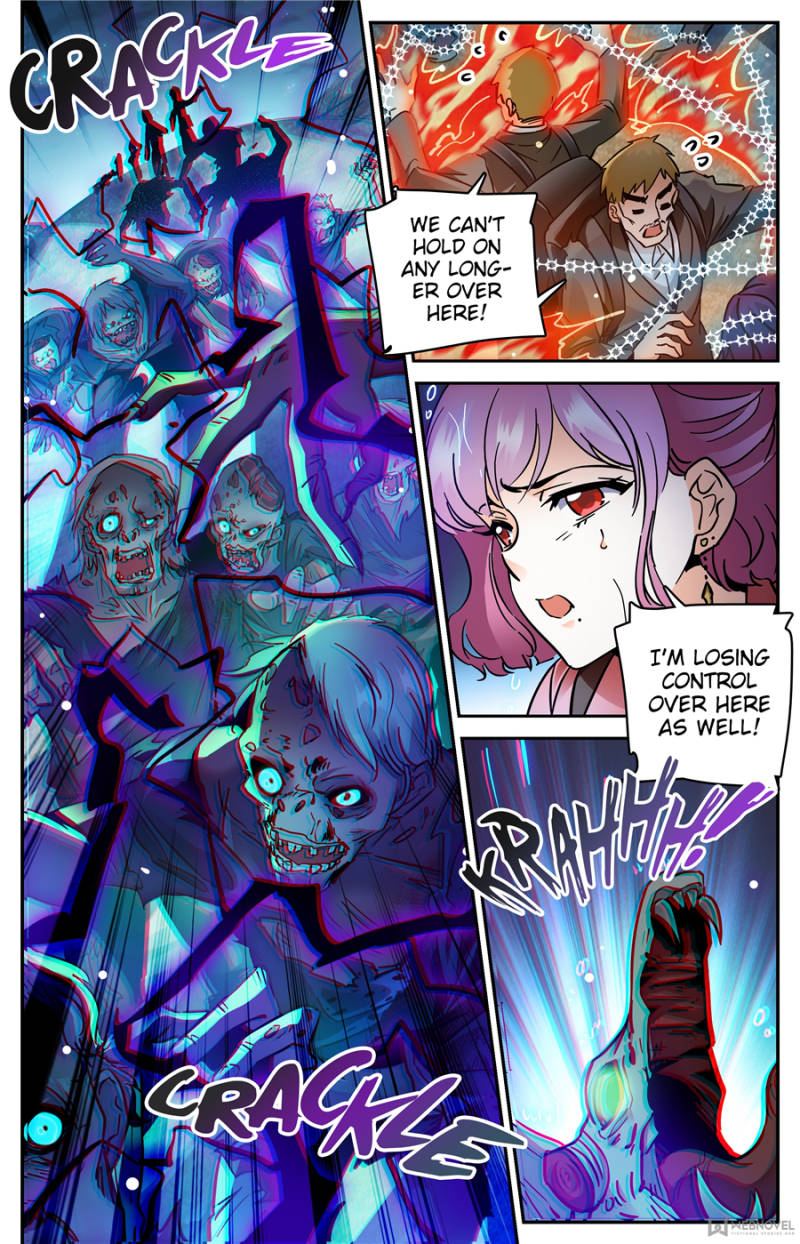 CRACKLE
WE CAN'T
HOLD ON
ANY LONG-
ER OVER
HERE!
I'M LOSING
CONTROL
OVER HERE
AS WELL!
KRAHHH!
CRACKLE
WEBNOVEL